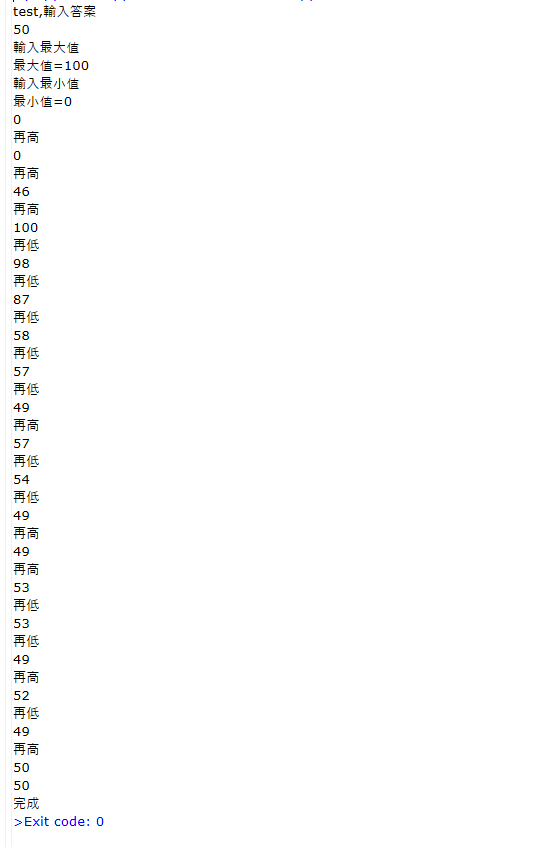 test,輸入答案
50
輸入最大值
最大值=100
輸入最小值
最小值=0
0
再高
0
再高
46
再高
100
再低
98
再低
87
再低
58
再低
57
再低
49
再高
57
再低
54
再低
49
再高
49
再高
53
再低
53
再低
49
再高
52
再低
49
再高
50
50
完成
>Exit code: 0